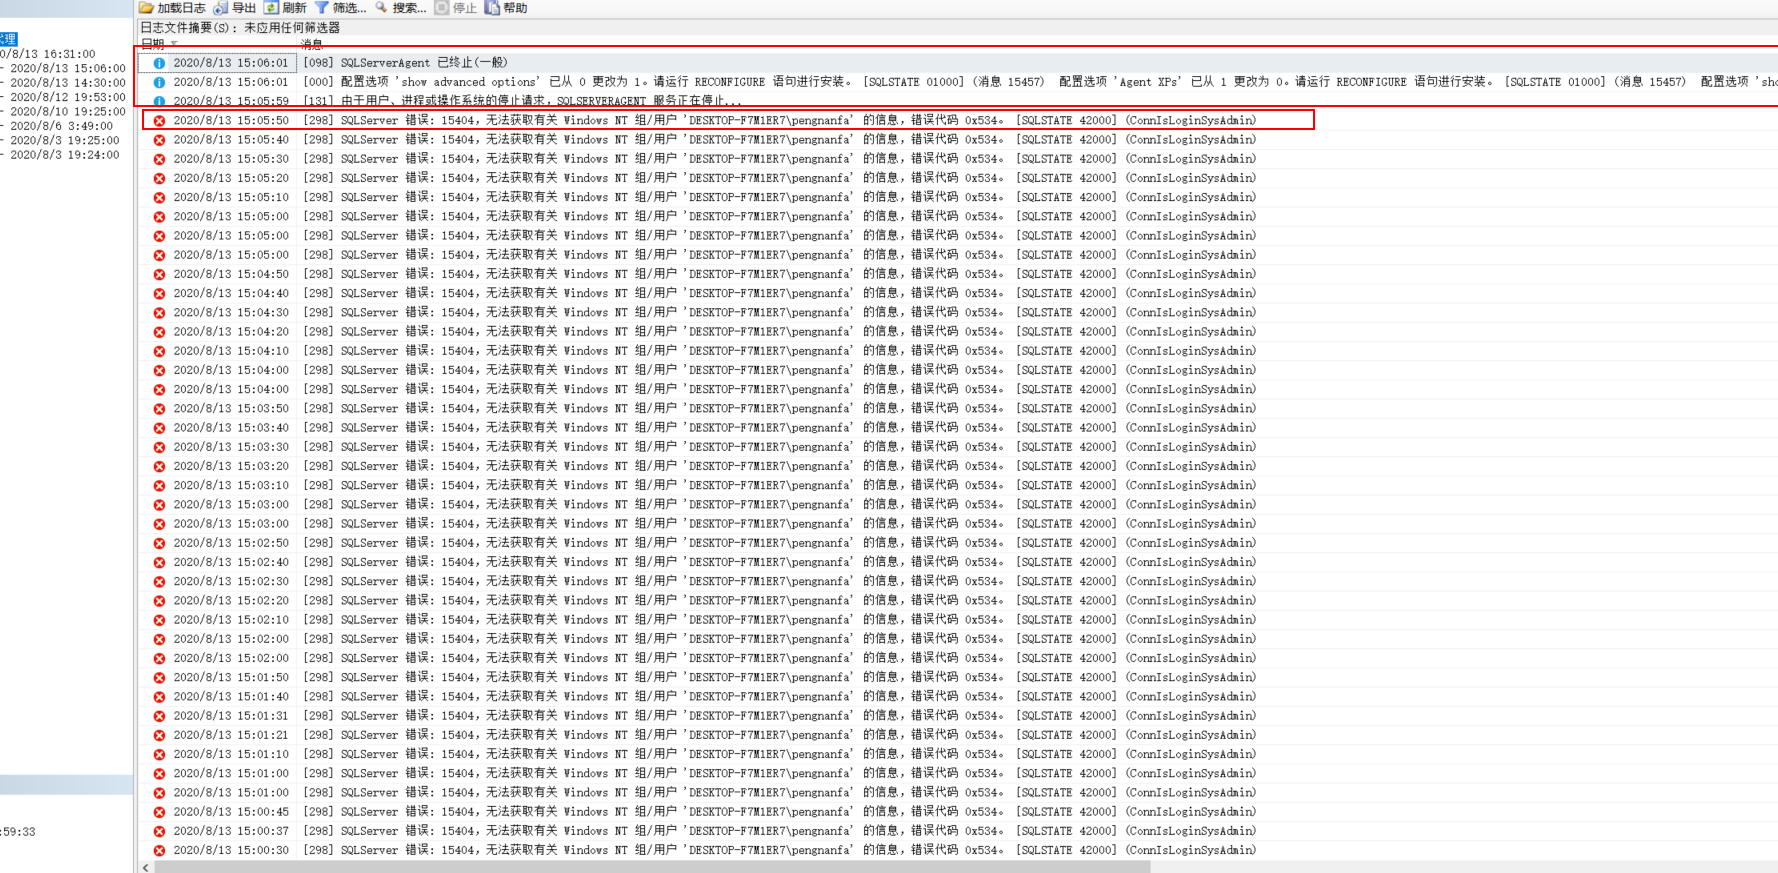 加载日志 导出 刷新 筛选... 搜索... 停止 帮助
日志文件摘要(S): 未应用任何筛选器
代理
0/8/13 16:31:00
- 2020/8/13 15:06:00
- 2020/8/13 14:30:00
- 2020/8/12 19:53:00
- 2020/8/10 19:25:00
- 2020/8/6 3:49:00
- 2020/8/3 19:25:00
- 2020/8/3 19:24:00
:59:33
日期 消息
2020/8/13 15:06:01 [098] SQLServerAgent 已终止(一般)
2020/8/13 15:06:01 [000] 配置选项 'show advanced options' 已从 0 更改为 1。请运行 RECONFIGURE 语句进行安装。 [SQLSTATE 01000] (消息 15457) 配置选项 'Agent XPs' 已从 1 更改为 0。请运行 RECONFIGURE 语句进行安装。 [SQLSTATE 01000] (消息 15457) 配置选项 'sho
2020/8/13 15:05:59 [131] 由于用户、进程或操作系统的停止请求，SQLSERVERAGENT 服务正在停止...
2020/8/13 15:05:50 [298] SQLServer 错误: 15404，无法获取有关 Windows NT 组/用户 'DESKTOP-F7M1ER7\pengnanfa' 的信息，错误代码 0x534。 [SQLSTATE 42000] (ConnIsLoginSysAdmin)
2020/8/13 15:05:40 [298] SQLServer 错误: 15404，无法获取有关 Windows NT 组/用户 'DESKTOP-F7M1ER7\pengnanfa' 的信息，错误代码 0x534。 [SQLSTATE 42000] (ConnIsLoginSysAdmin)
2020/8/13 15:05:30 [298] SQLServer 错误: 15404，无法获取有关 Windows NT 组/用户 'DESKTOP-F7M1ER7\pengnanfa' 的信息，错误代码 0x534。 [SQLSTATE 42000] (ConnIsLoginSysAdmin)
2020/8/13 15:05:20 [298] SQLServer 错误: 15404，无法获取有关 Windows NT 组/用户 'DESKTOP-F7M1ER7\pengnanfa' 的信息，错误代码 0x534。 [SQLSTATE 42000] (ConnIsLoginSysAdmin)
2020/8/13 15:05:10 [298] SQLServer 错误: 15404，无法获取有关 Windows NT 组/用户 'DESKTOP-F7M1ER7\pengnanfa' 的信息，错误代码 0x534。 [SQLSTATE 42000] (ConnIsLoginSysAdmin)
2020/8/13 15:05:00 [298] SQLServer 错误: 15404，无法获取有关 Windows NT 组/用户 'DESKTOP-F7M1ER7\pengnanfa' 的信息，错误代码 0x534。 [SQLSTATE 42000] (ConnIsLoginSysAdmin)
2020/8/13 15:05:00 [298] SQLServer 错误: 15404，无法获取有关 Windows NT 组/用户 'DESKTOP-F7M1ER7\pengnanfa' 的信息，错误代码 0x534。 [SQLSTATE 42000] (ConnIsLoginSysAdmin)
2020/8/13 15:05:00 [298] SQLServer 错误: 15404，无法获取有关 Windows NT 组/用户 'DESKTOP-F7M1ER7\pengnanfa' 的信息，错误代码 0x534。 [SQLSTATE 42000] (ConnIsLoginSysAdmin)
2020/8/13 15:04:50 [298] SQLServer 错误: 15404，无法获取有关 Windows NT 组/用户 'DESKTOP-F7M1ER7\pengnanfa' 的信息，错误代码 0x534。 [SQLSTATE 42000] (ConnIsLoginSysAdmin)
2020/8/13 15:04:40 [298] SQLServer 错误: 15404，无法获取有关 Windows NT 组/用户 'DESKTOP-F7M1ER7\pengnanfa' 的信息，错误代码 0x534。 [SQLSTATE 42000] (ConnIsLoginSysAdmin)
2020/8/13 15:04:30 [298] SQLServer 错误: 15404，无法获取有关 Windows NT 组/用户 'DESKTOP-F7M1ER7\pengnanfa' 的信息，错误代码 0x534。 [SQLSTATE 42000] (ConnIsLoginSysAdmin)
2020/8/13 15:04:20 [298] SQLServer 错误: 15404，无法获取有关 Windows NT 组/用户 'DESKTOP-F7M1ER7\pengnanfa' 的信息，错误代码 0x534。 [SQLSTATE 42000] (ConnIsLoginSysAdmin)
2020/8/13 15:04:10 [298] SQLServer 错误: 15404，无法获取有关 Windows NT 组/用户 'DESKTOP-F7M1ER7\pengnanfa' 的信息，错误代码 0x534。 [SQLSTATE 42000] (ConnIsLoginSysAdmin)
2020/8/13 15:04:00 [298] SQLServer 错误: 15404，无法获取有关 Windows NT 组/用户 'DESKTOP-F7M1ER7\pengnanfa' 的信息，错误代码 0x534。 [SQLSTATE 42000] (ConnIsLoginSysAdmin)
2020/8/13 15:04:00 [298] SQLServer 错误: 15404，无法获取有关 Windows NT 组/用户 'DESKTOP-F7M1ER7\pengnanfa' 的信息，错误代码 0x534。 [SQLSTATE 42000] (ConnIsLoginSysAdmin)
2020/8/13 15:03:50 [298] SQLServer 错误: 15404，无法获取有关 Windows NT 组/用户 'DESKTOP-F7M1ER7\pengnanfa' 的信息，错误代码 0x534。 [SQLSTATE 42000] (ConnIsLoginSysAdmin)
2020/8/13 15:03:40 [298] SQLServer 错误: 15404，无法获取有关 Windows NT 组/用户 'DESKTOP-F7M1ER7\pengnanfa' 的信息，错误代码 0x534。 [SQLSTATE 42000] (ConnIsLoginSysAdmin)
2020/8/13 15:03:30 [298] SQLServer 错误: 15404，无法获取有关 Windows NT 组/用户 'DESKTOP-F7M1ER7\pengnanfa' 的信息，错误代码 0x534。 [SQLSTATE 42000] (ConnIsLoginSysAdmin)
2020/8/13 15:03:20 [298] SQLServer 错误: 15404，无法获取有关 Windows NT 组/用户 'DESKTOP-F7M1ER7\pengnanfa' 的信息，错误代码 0x534。 [SQLSTATE 42000] (ConnIsLoginSysAdmin)
2020/8/13 15:03:10 [298] SQLServer 错误: 15404，无法获取有关 Windows NT 组/用户 'DESKTOP-F7M1ER7\pengnanfa' 的信息，错误代码 0x534。 [SQLSTATE 42000] (ConnIsLoginSysAdmin)
2020/8/13 15:03:00 [298] SQLServer 错误: 15404，无法获取有关 Windows NT 组/用户 'DESKTOP-F7M1ER7\pengnanfa' 的信息，错误代码 0x534。 [SQLSTATE 42000] (ConnIsLoginSysAdmin)
2020/8/13 15:03:00 [298] SQLServer 错误: 15404，无法获取有关 Windows NT 组/用户 'DESKTOP-F7M1ER7\pengnanfa' 的信息，错误代码 0x534。 [SQLSTATE 42000] (ConnIsLoginSysAdmin)
2020/8/13 15:02:50 [298] SQLServer 错误: 15404，无法获取有关 Windows NT 组/用户 'DESKTOP-F7M1ER7\pengnanfa' 的信息，错误代码 0x534。 [SQLSTATE 42000] (ConnIsLoginSysAdmin)
2020/8/13 15:02:40 [298] SQLServer 错误: 15404，无法获取有关 Windows NT 组/用户 'DESKTOP-F7M1ER7\pengnanfa' 的信息，错误代码 0x534。 [SQLSTATE 42000] (ConnIsLoginSysAdmin)
2020/8/13 15:02:30 [298] SQLServer 错误: 15404，无法获取有关 Windows NT 组/用户 'DESKTOP-F7M1ER7\pengnanfa' 的信息，错误代码 0x534。 [SQLSTATE 42000] (ConnIsLoginSysAdmin)
2020/8/13 15:02:20 [298] SQLServer 错误: 15404，无法获取有关 Windows NT 组/用户 'DESKTOP-F7M1ER7\pengnanfa' 的信息，错误代码 0x534。 [SQLSTATE 42000] (ConnIsLoginSysAdmin)
2020/8/13 15:02:10 [298] SQLServer 错误: 15404，无法获取有关 Windows NT 组/用户 'DESKTOP-F7M1ER7\pengnanfa' 的信息，错误代码 0x534。 [SQLSTATE 42000] (ConnIsLoginSysAdmin)
2020/8/13 15:02:00 [298] SQLServer 错误: 15404，无法获取有关 Windows NT 组/用户 'DESKTOP-F7M1ER7\pengnanfa' 的信息，错误代码 0x534。 [SQLSTATE 42000] (ConnIsLoginSysAdmin)
2020/8/13 15:02:00 [298] SQLServer 错误: 15404，无法获取有关 Windows NT 组/用户 'DESKTOP-F7M1ER7\pengnanfa' 的信息，错误代码 0x534。 [SQLSTATE 42000] (ConnIsLoginSysAdmin)
2020/8/13 15:01:50 [298] SQLServer 错误: 15404，无法获取有关 Windows NT 组/用户 'DESKTOP-F7M1ER7\pengnanfa' 的信息，错误代码 0x534。 [SQLSTATE 42000] (ConnIsLoginSysAdmin)
2020/8/13 15:01:40 [298] SQLServer 错误: 15404，无法获取有关 Windows NT 组/用户 'DESKTOP-F7M1ER7\pengnanfa' 的信息，错误代码 0x534。 [SQLSTATE 42000] (ConnIsLoginSysAdmin)
2020/8/13 15:01:31 [298] SQLServer 错误: 15404，无法获取有关 Windows NT 组/用户 'DESKTOP-F7M1ER7\pengnanfa' 的信息，错误代码 0x534。 [SQLSTATE 42000] (ConnIsLoginSysAdmin)
2020/8/13 15:01:21 [298] SQLServer 错误: 15404，无法获取有关 Windows NT 组/用户 'DESKTOP-F7M1ER7\pengnanfa' 的信息，错误代码 0x534。 [SQLSTATE 42000] (ConnIsLoginSysAdmin)
2020/8/13 15:01:10 [298] SQLServer 错误: 15404，无法获取有关 Windows NT 组/用户 'DESKTOP-F7M1ER7\pengnanfa' 的信息，错误代码 0x534。 [SQLSTATE 42000] (ConnIsLoginSysAdmin)
2020/8/13 15:01:00 [298] SQLServer 错误: 15404，无法获取有关 Windows NT 组/用户 'DESKTOP-F7M1ER7\pengnanfa' 的信息，错误代码 0x534。 [SQLSTATE 42000] (ConnIsLoginSysAdmin)
2020/8/13 15:01:00 [298] SQLServer 错误: 15404，无法获取有关 Windows NT 组/用户 'DESKTOP-F7M1ER7\pengnanfa' 的信息，错误代码 0x534。 [SQLSTATE 42000] (ConnIsLoginSysAdmin)
2020/8/13 15:00:45 [298] SQLServer 错误: 15404，无法获取有关 Windows NT 组/用户 'DESKTOP-F7M1ER7\pengnanfa' 的信息，错误代码 0x534。 [SQLSTATE 42000] (ConnIsLoginSysAdmin)
2020/8/13 15:00:37 [298] SQLServer 错误: 15404，无法获取有关 Windows NT 组/用户 'DESKTOP-F7M1ER7\pengnanfa' 的信息，错误代码 0x534。 [SQLSTATE 42000] (ConnIsLoginSysAdmin)
2020/8/13 15:00:30 [298] SQLServer 错误: 15404，无法获取有关 Windows NT 组/用户 'DESKTOP-F7M1ER7\pengnanfa' 的信息，错误代码 0x534。 [SQLSTATE 42000] (ConnIsLoginSysAdmin)